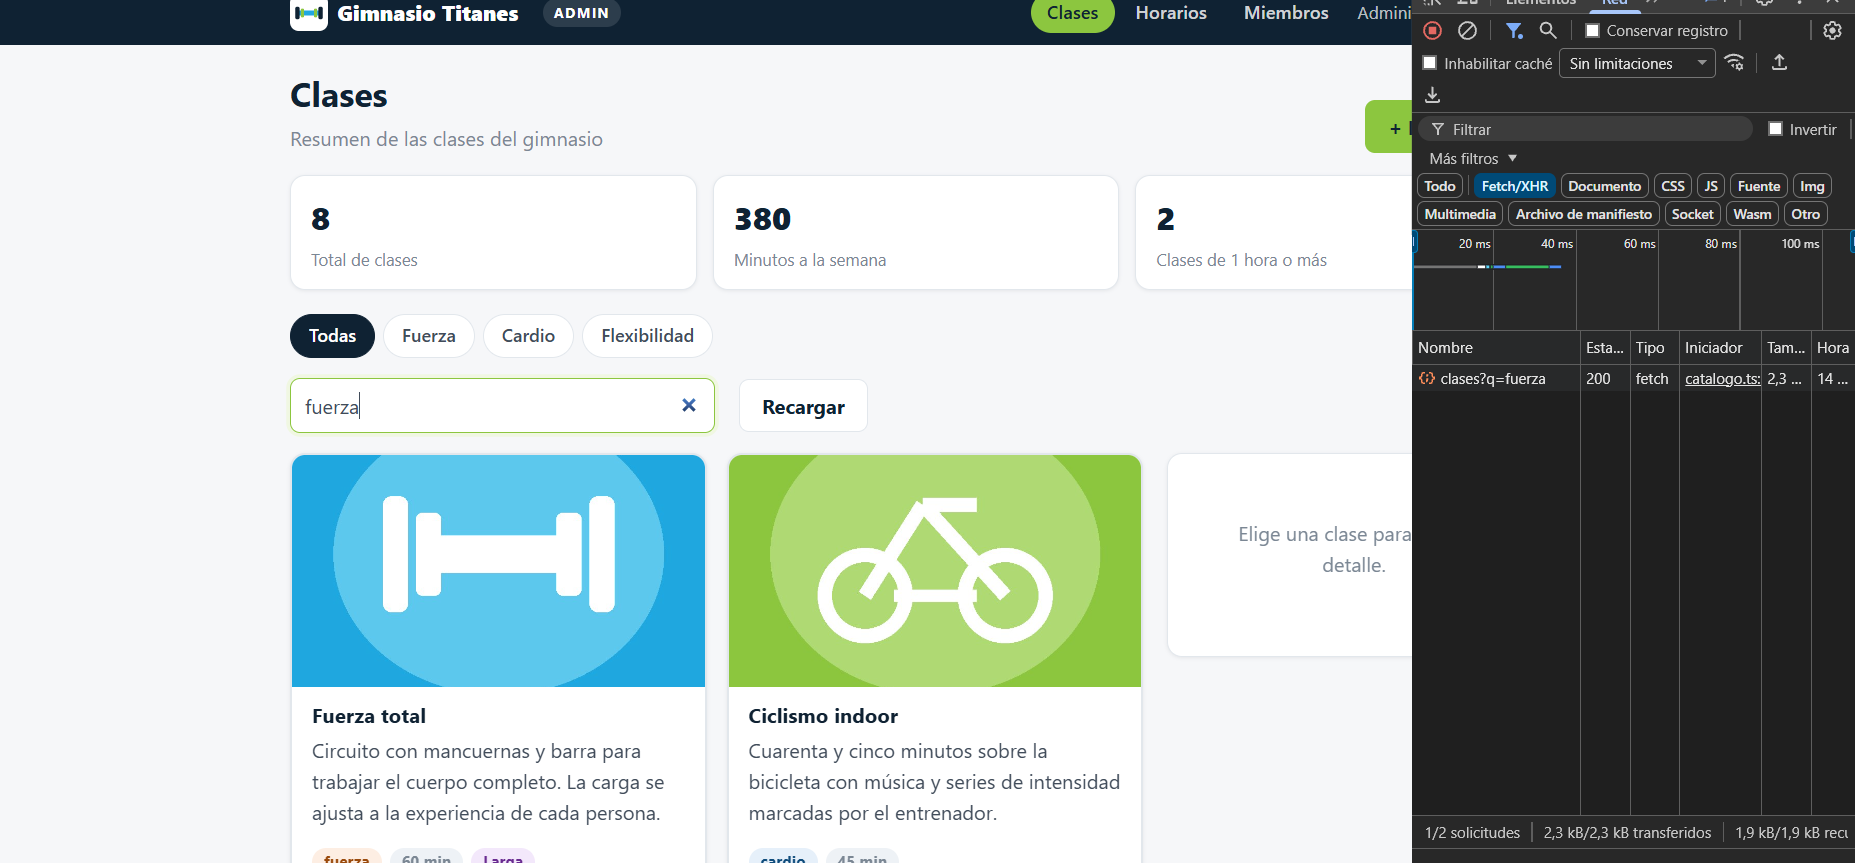 Gimnasio Titanes
ADMIN
Clases
Horarios
Miembros
Clases
Resumen de las clases del gimnasio
+
8
Total de clases
380
Minutos a la semana
2
Clases de 1 hora o más
Todas
Fuerza
Cardio
Flexibilidad
fuerza
Recargar
Fuerza total
Circuito con mancuernas y barra para
trabajar el cuerpo completo. La carga se
ajusta a la experiencia de cada persona.
fuerza
60 min
Larga
Ciclismo indoor
Cuarenta y cinco minutos sobre la
bicicleta con música y series de intensidad
marcadas por el entrenador.
cardio
45 min
Elige una clase para
detalle.
Elementos
Red
Conservar registro
Inhabilitar caché
Sin limitaciones
Filtrar
Invertir
Más filtros
Todo
Fetch/XHR
Documento
CSS
JS
Fuente
Img
Multimedia
Archivo de manifiesto
Socket
Wasm
Otro
20 ms
40 ms
60 ms
80 ms
100 ms
Nombre
Esta...
Tipo
Iniciador
Tam...
Hora
clases?q=fuerza
200
fetch
catalogo.ts:
2,3 ...
14 ...
1/2 solicitudes
2,3 kB/2,3 kB transferidos
1,9 kB/1,9 kB